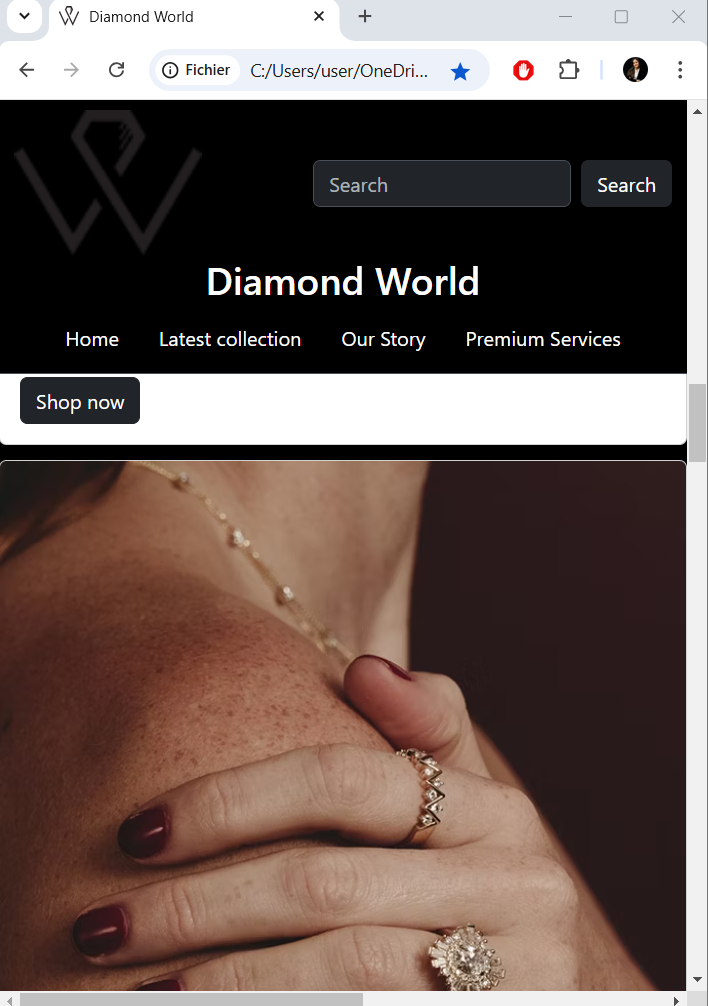 Diamond World
Fichier C:/Users/user/OneDri...
Search Search
Diamond World
Home Latest collection Our Story Premium Services
Shop now